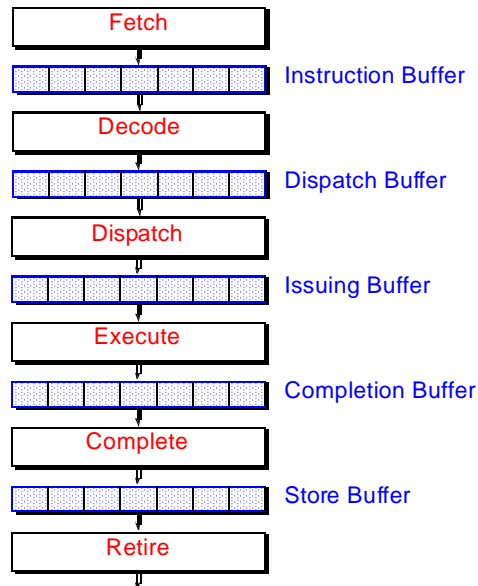 Fetch
Instruction Buffer
Decode
Dispatch Buffer
Dispatch
Issuing Buffer
Execute
Completion Buffer
Complete
Store Buffer
Retire